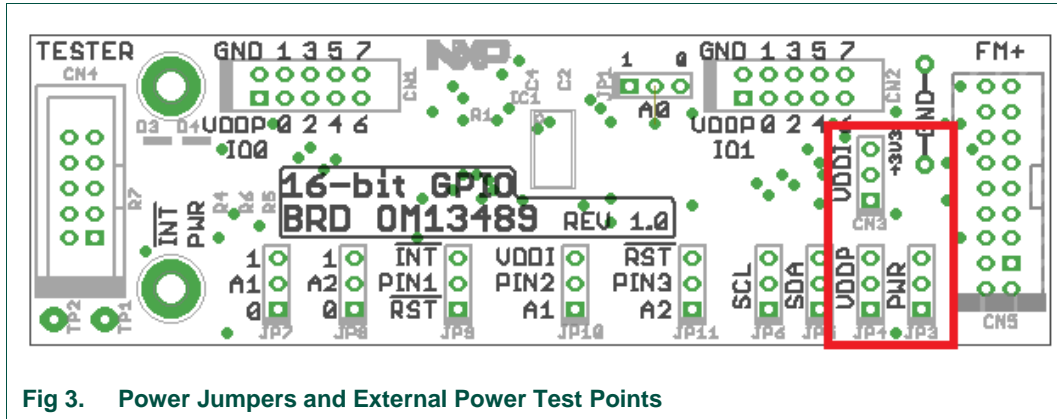 TESTER GND 1 3 5 7 NXP 1 0 GND 1 3 5 7 FM+
CN4 CN1 C4 C2 JP1 CN2
IC1 R1 A0 GND
D3 D4 VDDP 0 2 4 6 VDDP 0 2 4 6
IO0 IO1 VDDI +3V3
16-bit GPIO
R7 INT PWR R4 R6 R5 BRD OM13489 REV 1.0 CN3
1 1 INT VDDI RST
A1 A2 PIN1 PIN2 PIN3 SCL SDA VDDP PWR
0 0 RST A1 A2
TP2 TP1 JP7 JP8 JP9 JP10 JP11 JP6 JP5 JP4 JP3 CN5
Fig 3. Power Jumpers and External Power Test Points